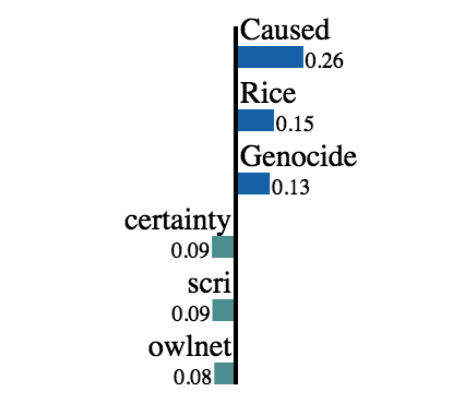 Caused
0.26
Rice
0.15
Genocide
0.13
certainty
0.09
scri
0.09
owlnet
0.08